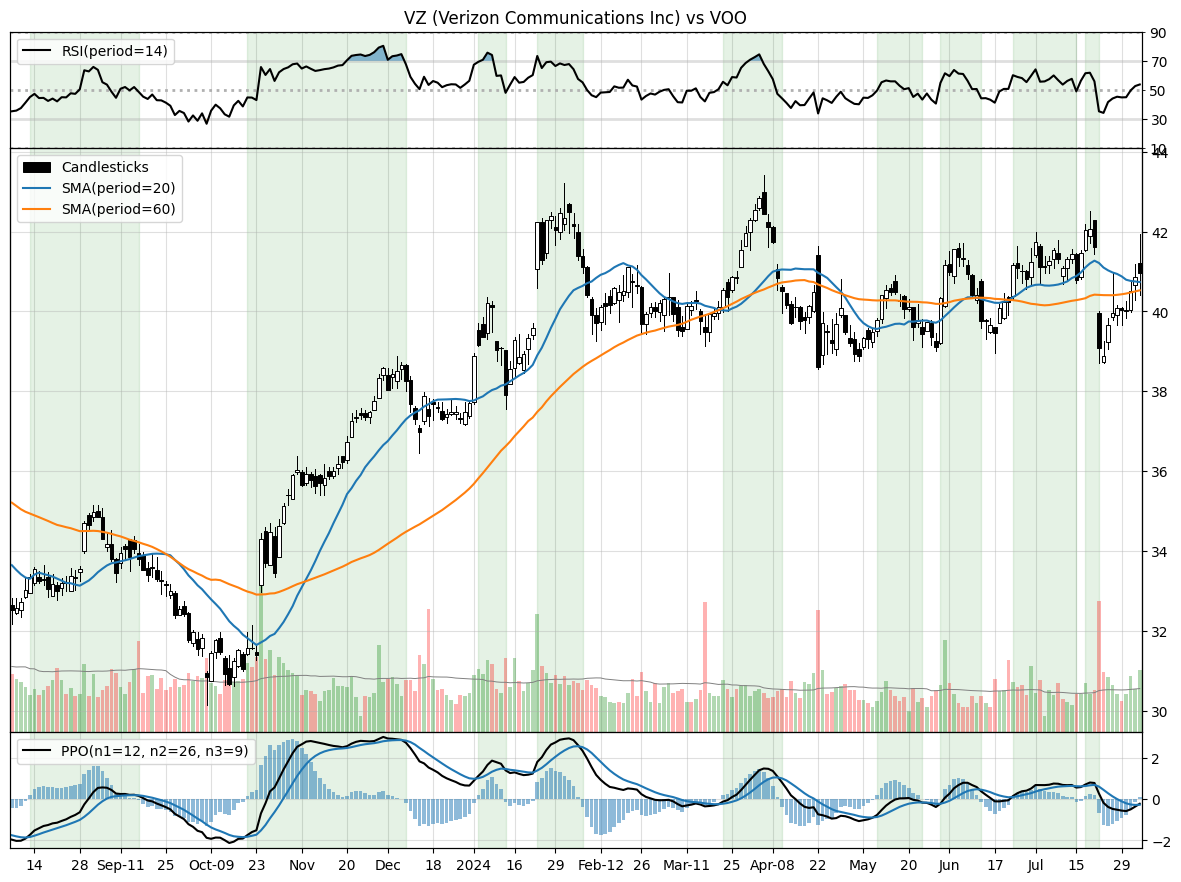 VZ (Verizon Communications Inc) vs VOO
RSI(period=14)
90
70
50
30
10
Candlesticks
SMA(period=20)
SMA(period=60)
44
42
40
38
36
34
32
30
PPO(n1=12, n2=26, n3=9)
2
0
−2
14 28 Sep-11 25 Oct-09 23 Nov 20 Dec 18 2024 16 29 Feb-12 26 Mar-11 25 Apr-08 22 May 20 Jun 17 Jul 15 29